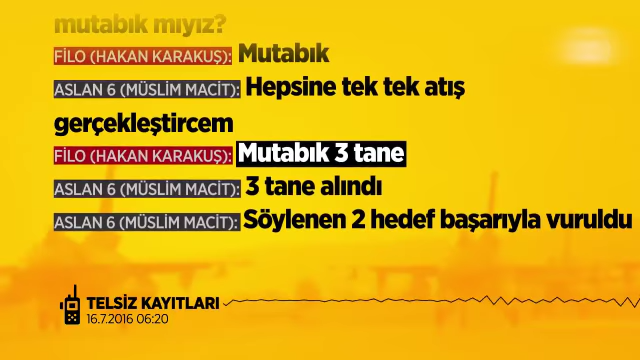 mutabık mıyız?
FİLO (HAKAN KARAKUŞ): Mutabık
ASLAN 6 (MÜSLİM MACİT): Hepsine tek tek atış
gerçekleştircem
FİLO (HAKAN KARAKUŞ): Mutabık 3 tane
ASLAN 6 (MÜSLİM MACİT): 3 tane alındı
ASLAN 6 (MÜSLİM MACİT): Söylenen 2 hedef başarıyla vuruldu
TELSİZ KAYITLARI
16.7.2016 06:20